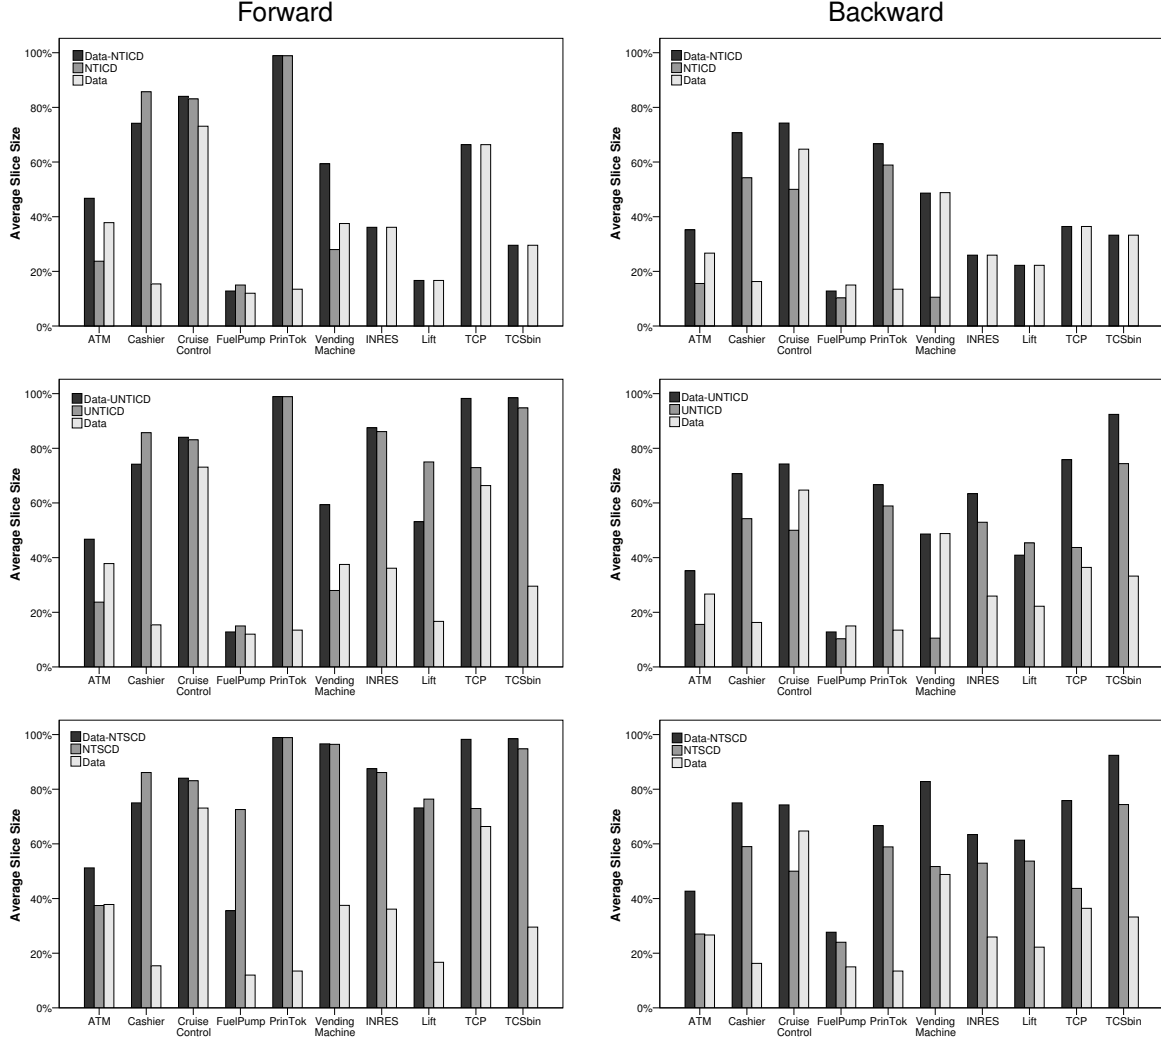 Forward
Backward
Average Slice Size
100%
80%
60%
40%
20%
0%
Data-NTICD
NTICD
Data
ATM
Cashier
Cruise
Control
FuelPump
PrinTok
Vending
Machine
INRES
Lift
TCP
TCSbin
Average Slice Size
100%
80%
60%
40%
20%
0%
Data-NTICD
NTICD
Data
ATM
Cashier
Cruise
Control
FuelPump
PrinTok
Vending
Machine
INRES
Lift
TCP
TCSbin
Average Slice Size
100%
80%
60%
40%
20%
0%
Data-UNTICD
UNTICD
Data
ATM
Cashier
Cruise
Control
FuelPump
PrinTok
Vending
Machine
INRES
Lift
TCP
TCSbin
Average Slice Size
100%
80%
60%
40%
20%
0%
Data-UNTICD
UNTICD
Data
ATM
Cashier
Cruise
Control
FuelPump
PrinTok
Vending
Machine
INRES
Lift
TCP
TCSbin
Average Slice Size
100%
80%
60%
40%
20%
0%
Data-NTSCD
NTSCD
Data
ATM
Cashier
Cruise
Control
FuelPump
PrinTok
Vending
Machine
INRES
Lift
TCP
TCSbin
Average Slice Size
100%
80%
60%
40%
20%
0%
Data-NTSCD
NTSCD
Data
ATM
Cashier
Cruise
Control
FuelPump
PrinTok
Vending
Machine
INRES
Lift
TCP
TCSbin